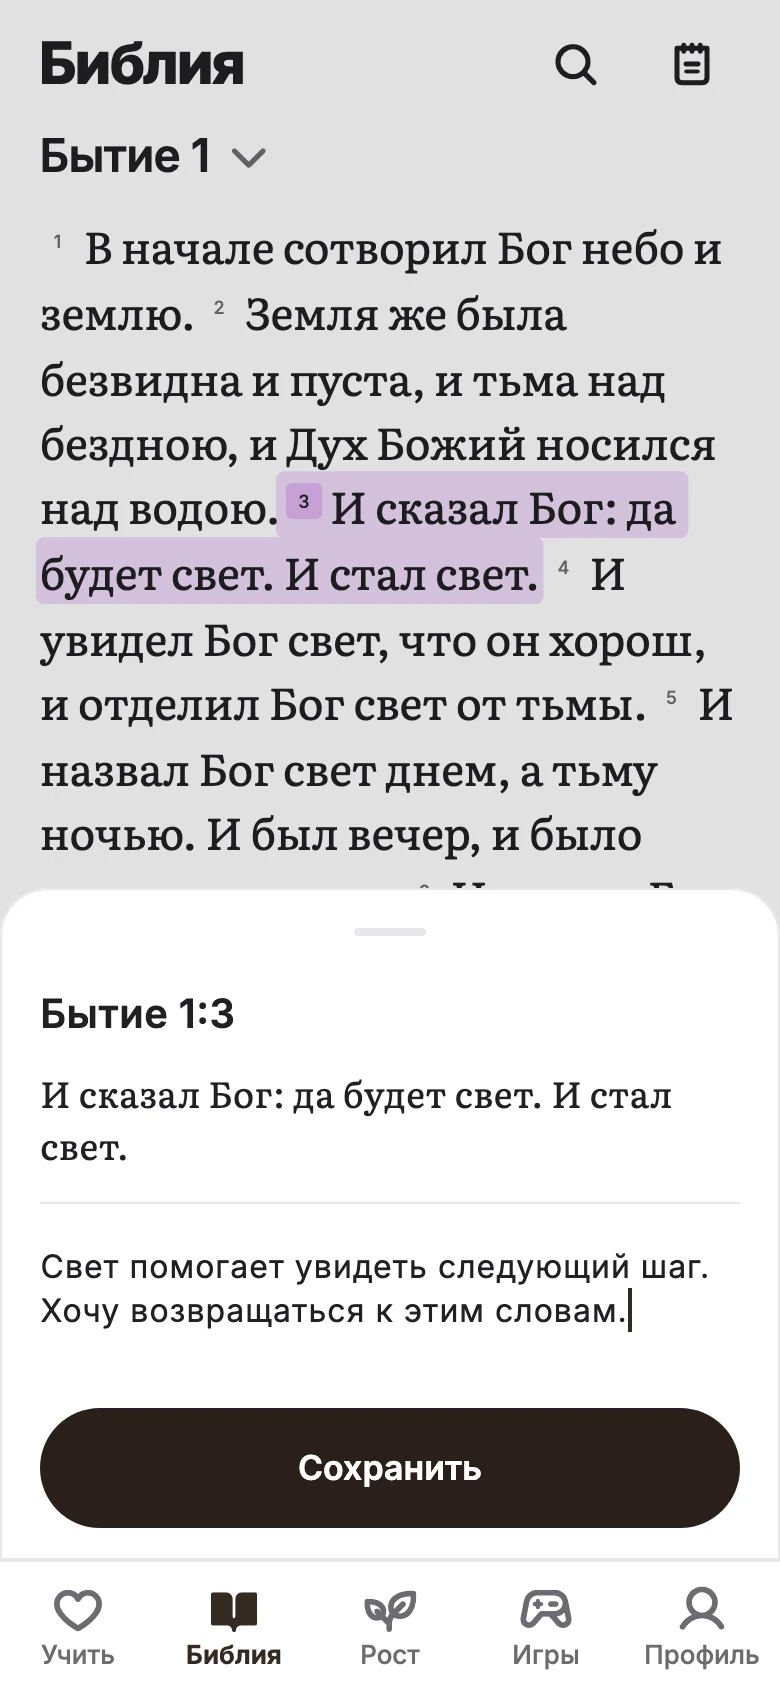 Библия
Бытие 1
1 В начале сотворил Бог небо и
землю. 2 Земля же была
безвидна и пуста, и тьма над
бездною, и Дух Божий носился
над водою. 3 И сказал Бог: да
будет свет. И стал свет. 4 И
увидел Бог свет, что он хорош,
и отделил Бог свет от тьмы. 5 И
назвал Бог свет днем, а тьму
ночью. И был вечер, и было
Бытие 1:3
И сказал Бог: да будет свет. И стал
свет.
Свет помогает увидеть следующий шаг.
Хочу возвращаться к этим словам.
Сохранить
Учить Библия Рост Игры Профиль